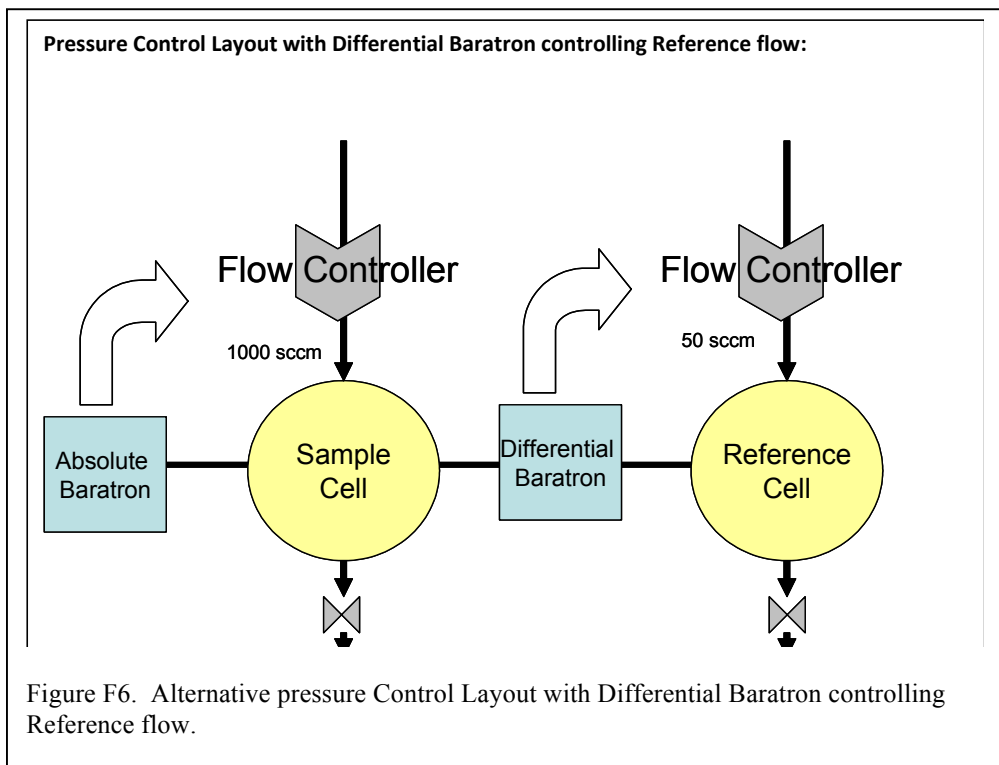 Pressure Control Layout with Differential Baratron controlling Reference flow:
Flow Controller
Flow Controller
1000 sccm
50 sccm
Absolute
Baratron
Sample
Cell
Differential
Baratron
Reference
Cell
Figure F6. Alternative pressure Control Layout with Differential Baratron controlling
Reference flow.